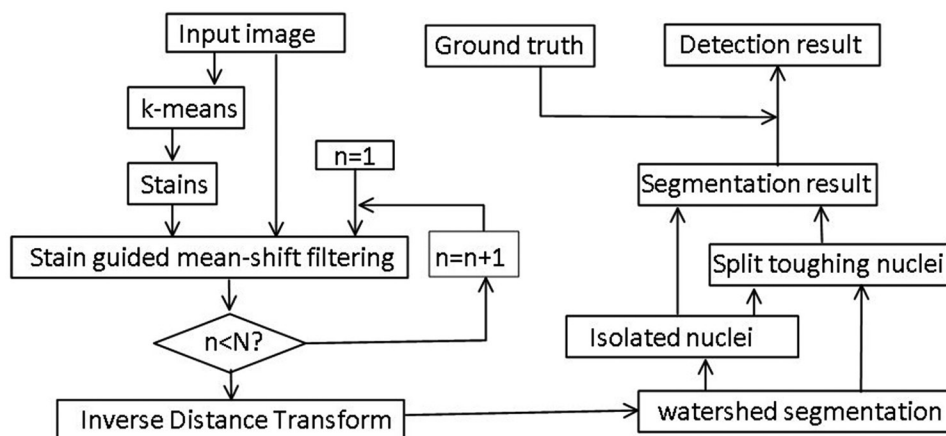 Input image
k-means
Stains
n=1
Stain guided mean-shift filtering
n=n+1
n<N?
Inverse Distance Transform
Ground truth
Detection result
Segmentation result
Split toughing nuclei
Isolated nuclei
watershed segmentation